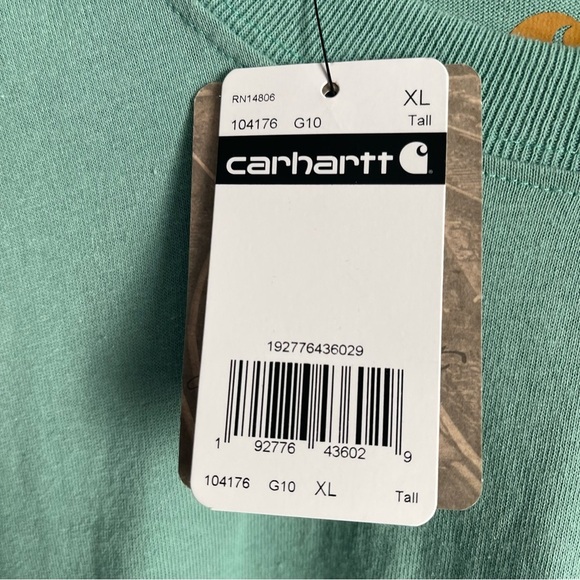 RN14806 XL
104176 G10 Tall
carhartt
192776436029
1 92776 43602 9
104176 G10 XL Tall